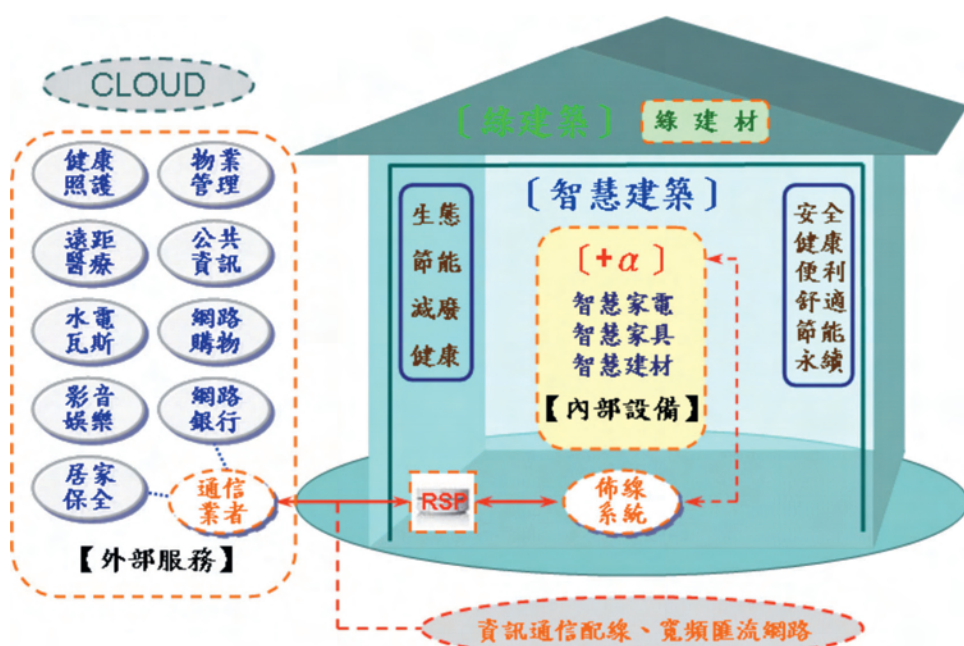 CLOUD
健康
照護
物業
管理
遠距
醫療
公共
資訊
水電
瓦斯
網路
購物
影音
娛樂
網路
銀行
居家
保全
通信
業者
【外部服務】
〔綠建築〕
綠建材
〔智慧建築〕
生態
節能
減廢
健康
〔+α〕
智慧家電
智慧家具
智慧建材
【內部設備】
安全
健康
便利
舒適
節能
永續
RSP
佈線
系統
資訊通信配線、寬頻匯流網路